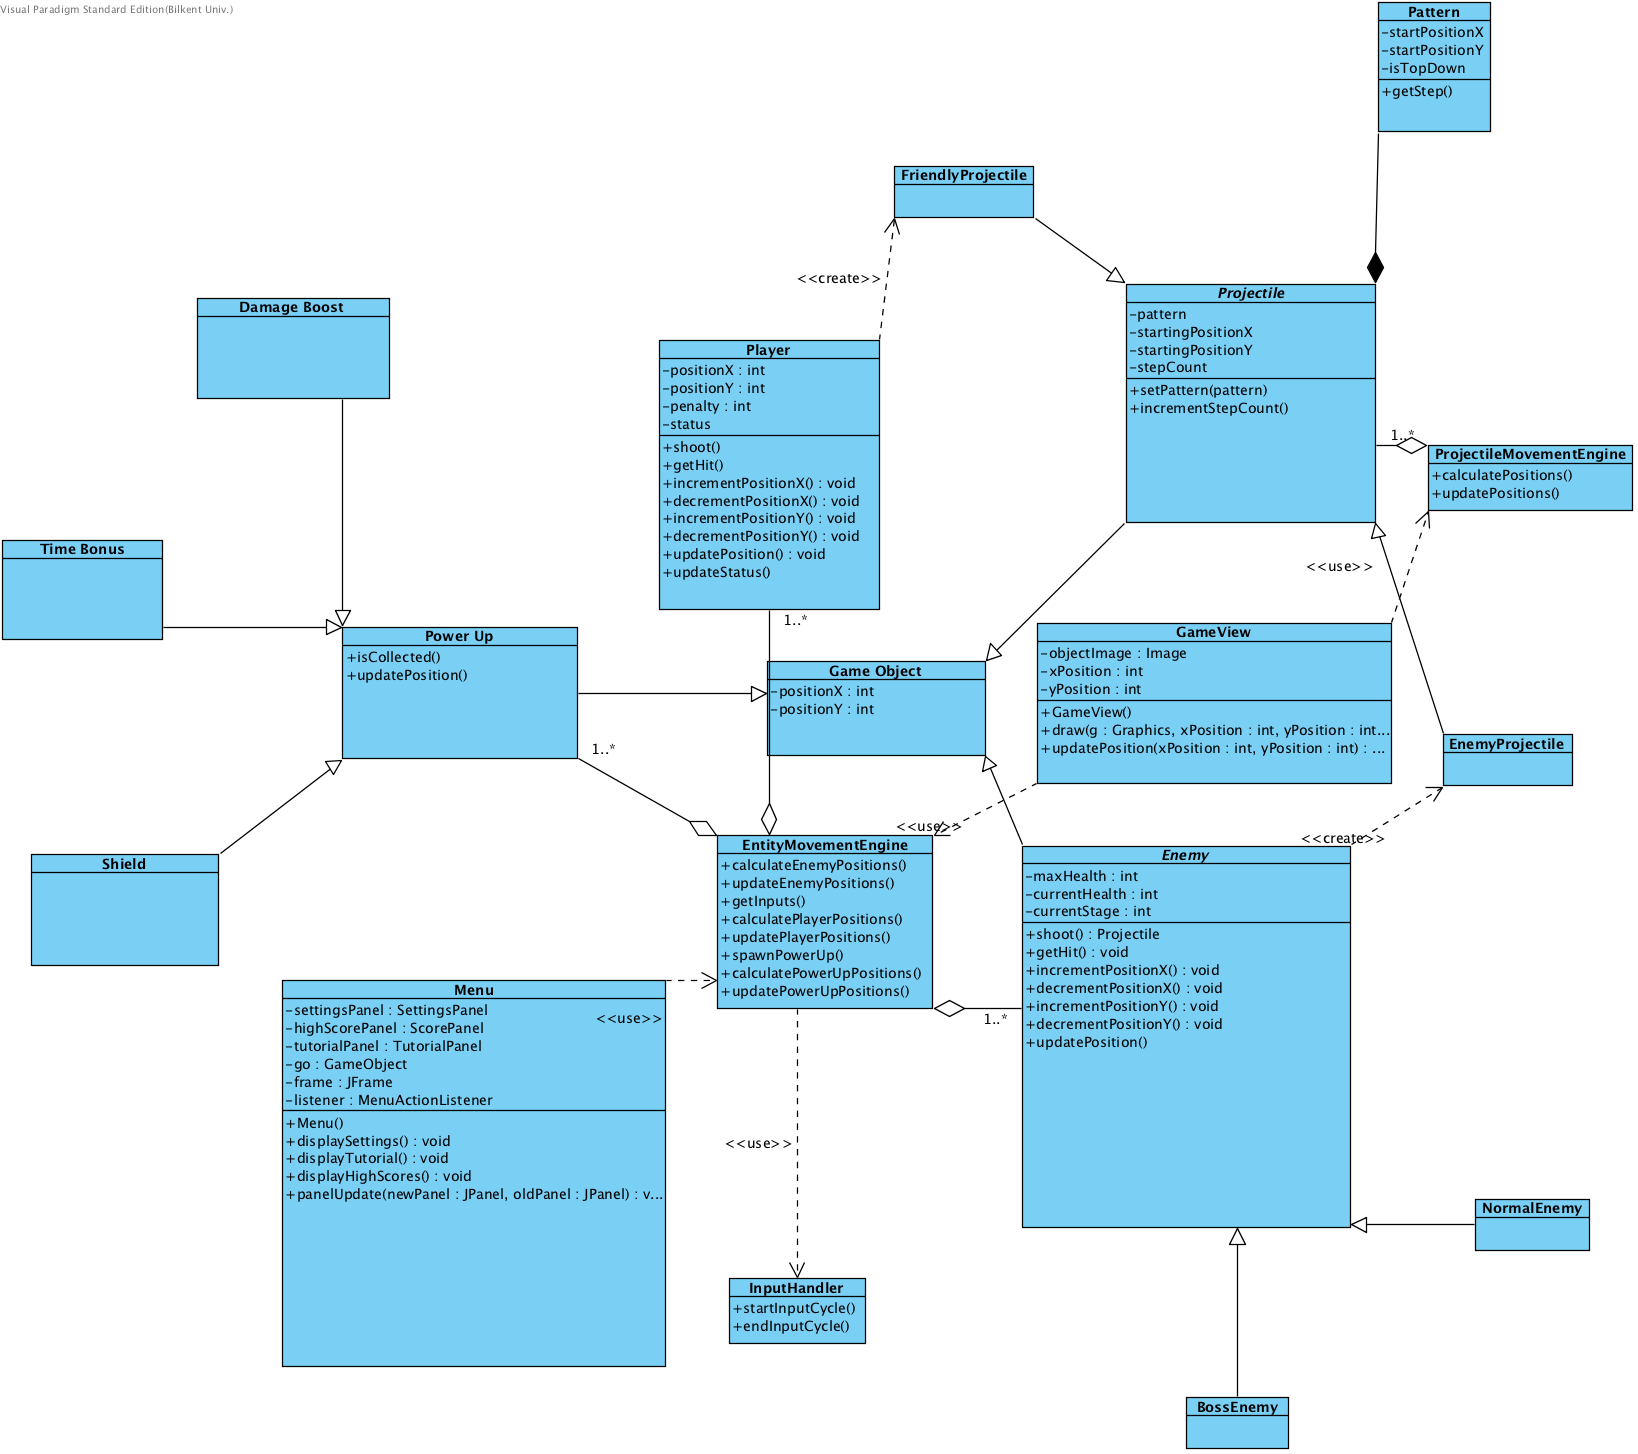 Visual Paradigm Standard Edition(Bilkent Univ.)
Pattern
-startPositionX
-startPositionY
-isTopDown
+getStep()
FriendlyProjectile
<<create>>
Projectile
-pattern
-startingPositionX
-startingPositionY
-stepCount
+setPattern(pattern)
+incrementStepCount()
Damage Boost
Player
-positionX : int
-positionY : int
-penalty : int
-status
+shoot()
+getHit()
+incrementPositionX() : void
+decrementPositionX() : void
+incrementPositionY() : void
+decrementPositionY() : void
+updatePosition() : void
+updateStatus()
1..*
1..*
ProjectileMovementEngine
+calculatePositions()
+updatePositions()
<<use>>
Time Bonus
Power Up
+isCollected()
+updatePosition()
1..*
Game Object
-positionX : int
-positionY : int
GameView
-objectImage : Image
-xPosition : int
-yPosition : int
+GameView()
+draw(g : Graphics, xPosition : int, yPosition : int...
+updatePosition(xPosition : int, yPosition : int) : ...
EnemyProjectile
<<use>>
<<create>>
Shield
EntityMovementEngine
+calculateEnemyPositions()
+updateEnemyPositions()
+getInputs()
+calculatePlayerPositions()
+updatePlayerPositions()
+spawnPowerUp()
+calculatePowerUpPositions()
+updatePowerUpPositions()
1..*
Enemy
-maxHealth : int
-currentHealth : int
-currentStage : int
+shoot() : Projectile
+getHit() : void
+incrementPositionX() : void
+decrementPositionX() : void
+incrementPositionY() : void
+decrementPositionY() : void
+updatePosition()
Menu
-settingsPanel : SettingsPanel
-highScorePanel : ScorePanel
-tutorialPanel : TutorialPanel
-go : GameObject
-frame : JFrame
-listener : MenuActionListener
+Menu()
+displaySettings() : void
+displayTutorial() : void
+displayHighScores() : void
+panelUpdate(newPanel : JPanel, oldPanel : JPanel) : v...
<<use>>
<<use>>
InputHandler
+startInputCycle()
+endInputCycle()
NormalEnemy
BossEnemy